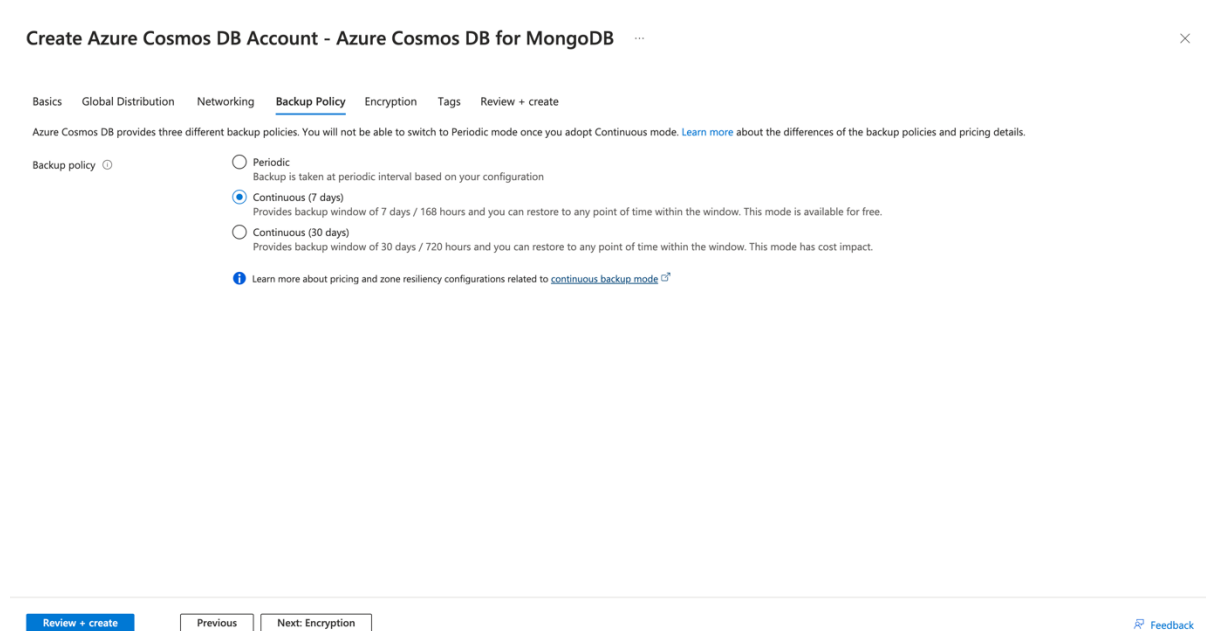 Create Azure Cosmos DB Account - Azure Cosmos DB for MongoDB ...
Basics Global Distribution Networking Backup Policy Encryption Tags Review + create
Azure Cosmos DB provides three different backup policies. You will not be able to switch to Periodic mode once you adopt Continuous mode. Learn more about the differences of the backup policies and pricing details.
Backup policy
Periodic
Backup is taken at periodic interval based on your configuration
Continuous (7 days)
Provides backup window of 7 days / 168 hours and you can restore to any point of time within the window. This mode is available for free.
Continuous (30 days)
Provides backup window of 30 days / 720 hours and you can restore to any point of time within the window. This mode has cost impact.
Learn more about pricing and zone resiliency configurations related to continuous backup mode
Review + create Previous Next: Encryption Feedback